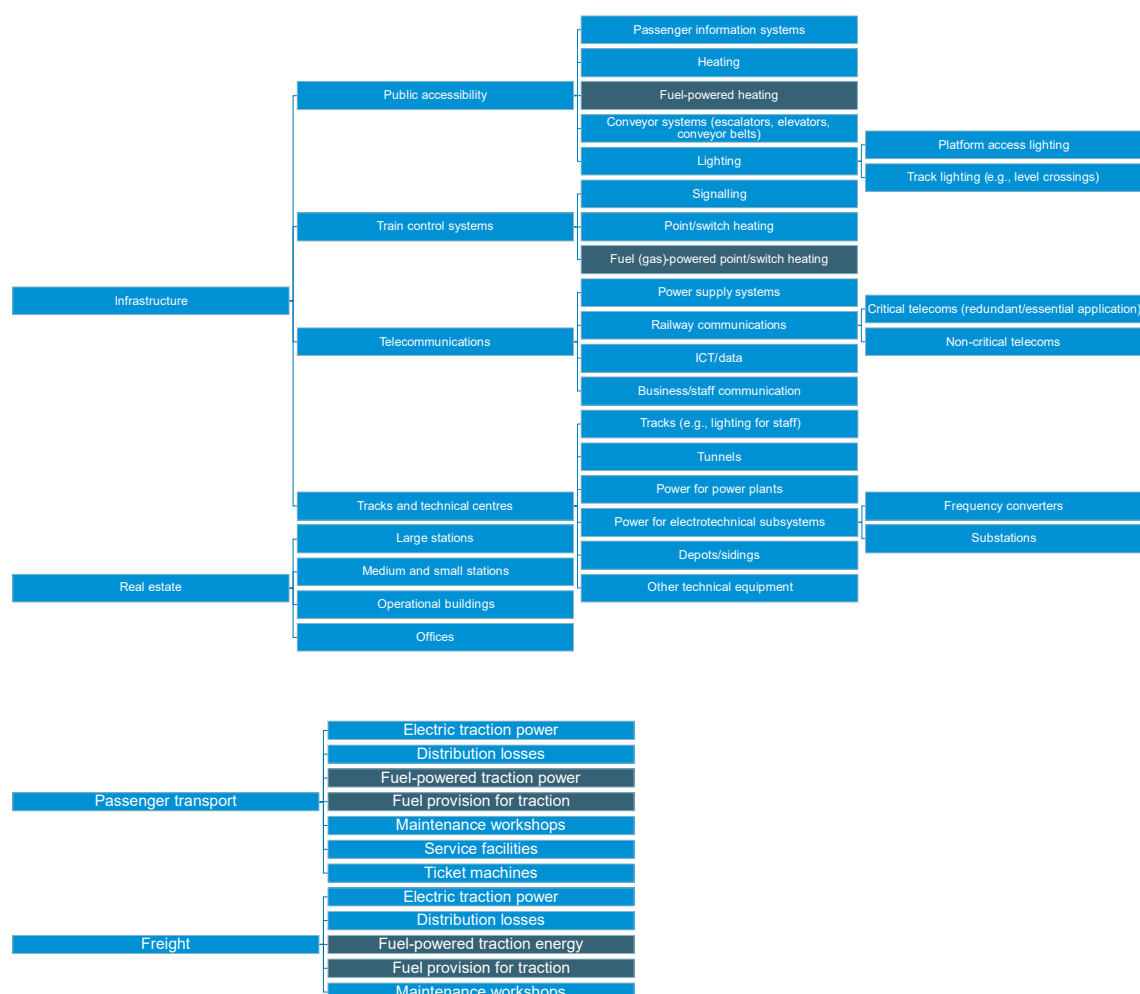 Infrastructure
Public accessibility
Passenger information systems
Heating
Fuel-powered heating
Conveyor systems (escalators, elevators,
conveyor belts)
Lighting
Platform access lighting
Track lighting (e.g., level crossings)
Train control systems
Signalling
Point/switch heating
Fuel (gas)-powered point/switch heating
Telecommunications
Power supply systems
Railway communications
Critical telecoms (redundant/essential application)
Non-critical telecoms
ICT/data
Business/staff communication
Tracks and technical centres
Tracks (e.g., lighting for staff)
Tunnels
Power for power plants
Power for electrotechnical subsystems
Frequency converters
Substations
Depots/sidings
Other technical equipment
Real estate
Large stations
Medium and small stations
Operational buildings
Offices
Passenger transport
Electric traction power
Distribution losses
Fuel-powered traction power
Fuel provision for traction
Maintenance workshops
Service facilities
Ticket machines
Freight
Electric traction power
Distribution losses
Fuel-powered traction energy
Fuel provision for traction
Maintenance workshops